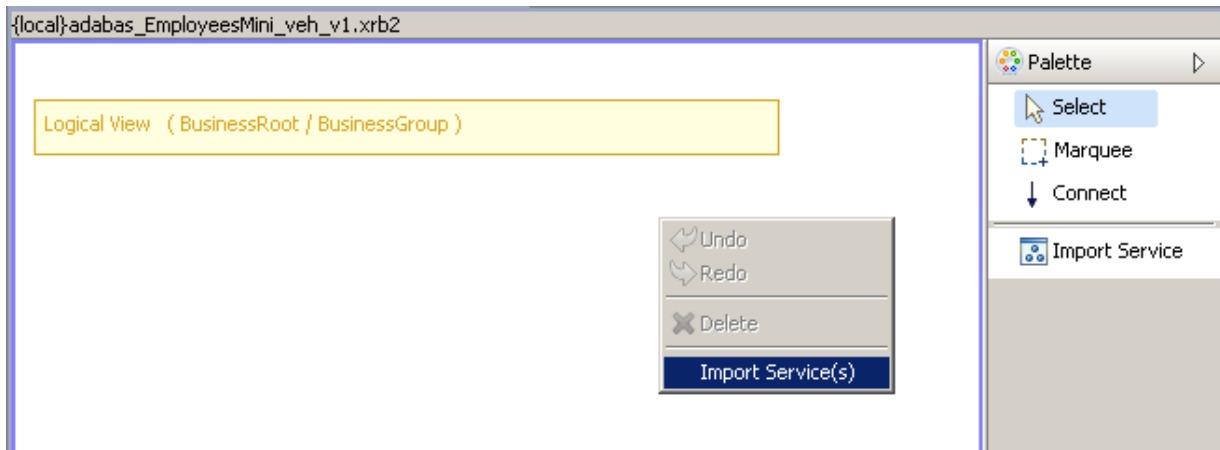 {local}adabas_EmployeesMini_veh_v1.xrb2
Logical View ( BusinessRoot / BusinessGroup )
Undo
Redo
Delete
Import Service(s)
Palette
Select
Marquee
Connect
Import Service